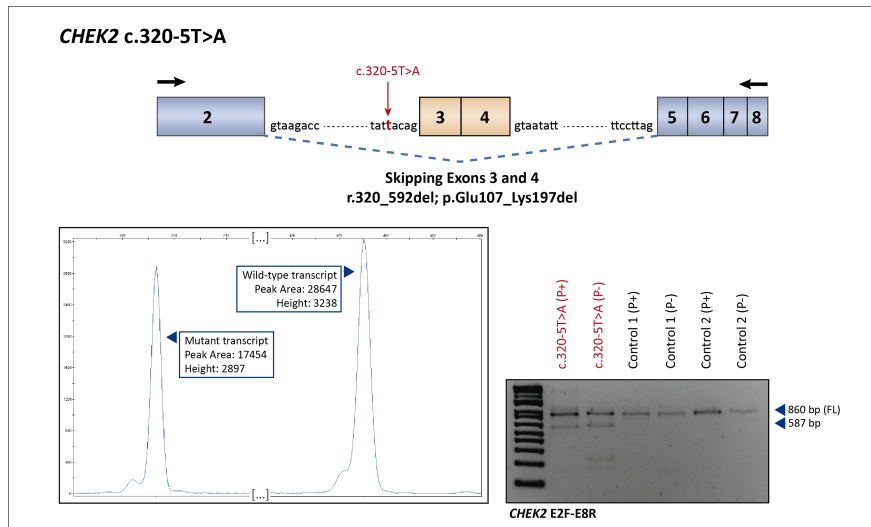 CHEK2 c.320-5T>A
c.320-5T>A
2
gtaagacc
tattacag
3
4
gtaatatt
ttccttag
5
6
7
8
Skipping Exons 3 and 4
r.320_592del; p.Glu107_Lys197del
[...]
Wild-type transcript
Peak Area: 28647
Height: 3238
Mutant transcript
Peak Area: 17454
Height: 2897
[...]
c.320-5T>A (P+)
c.320-5T>A (P-)
Control 1 (P+)
Control 1 (P-)
Control 2 (P+)
Control 2 (P-)
860 bp (FL)
587 bp
CHEK2 E2F-E8R